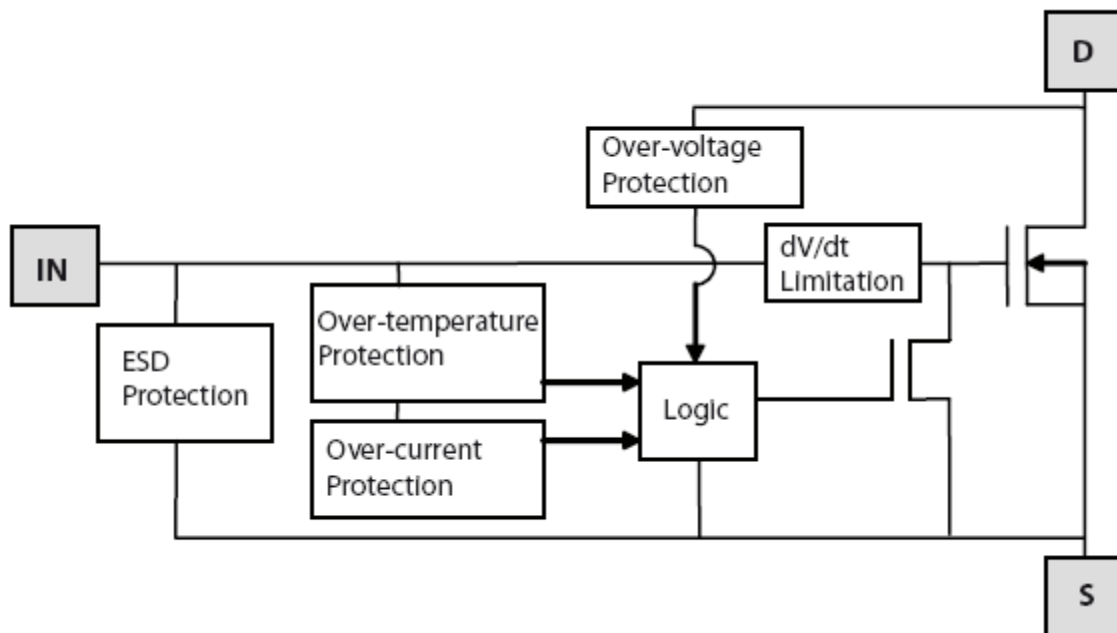 D
Over-voltage
Protection
IN
dV/dt
Limitation
Over-temperature
Protection
ESD
Protection
Logic
Over-current
Protection
S